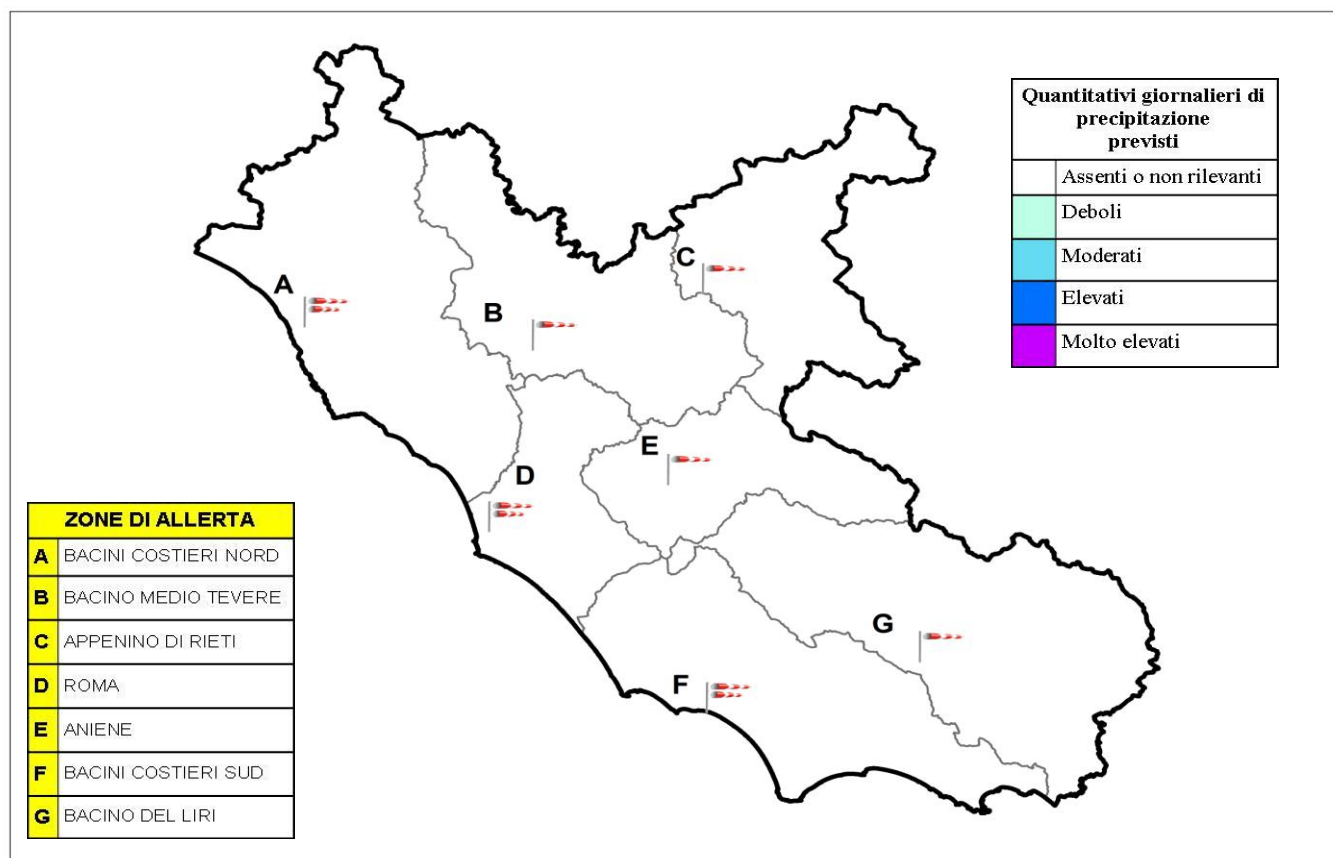 Quantitativi giornalieri di
precipitazione
previsti
Assenti o non rilevanti
Deboli
Moderati
Elevati
Molto elevati
A
B
C
D
E
F
G
ZONE DI ALLERTA
A BACINI COSTIERI NORD
B BACINO MEDIO TEVERE
C APPENINO DI RIETI
D ROMA
E ANIENE
F BACINI COSTIERI SUD
G BACINO DEL LIRI